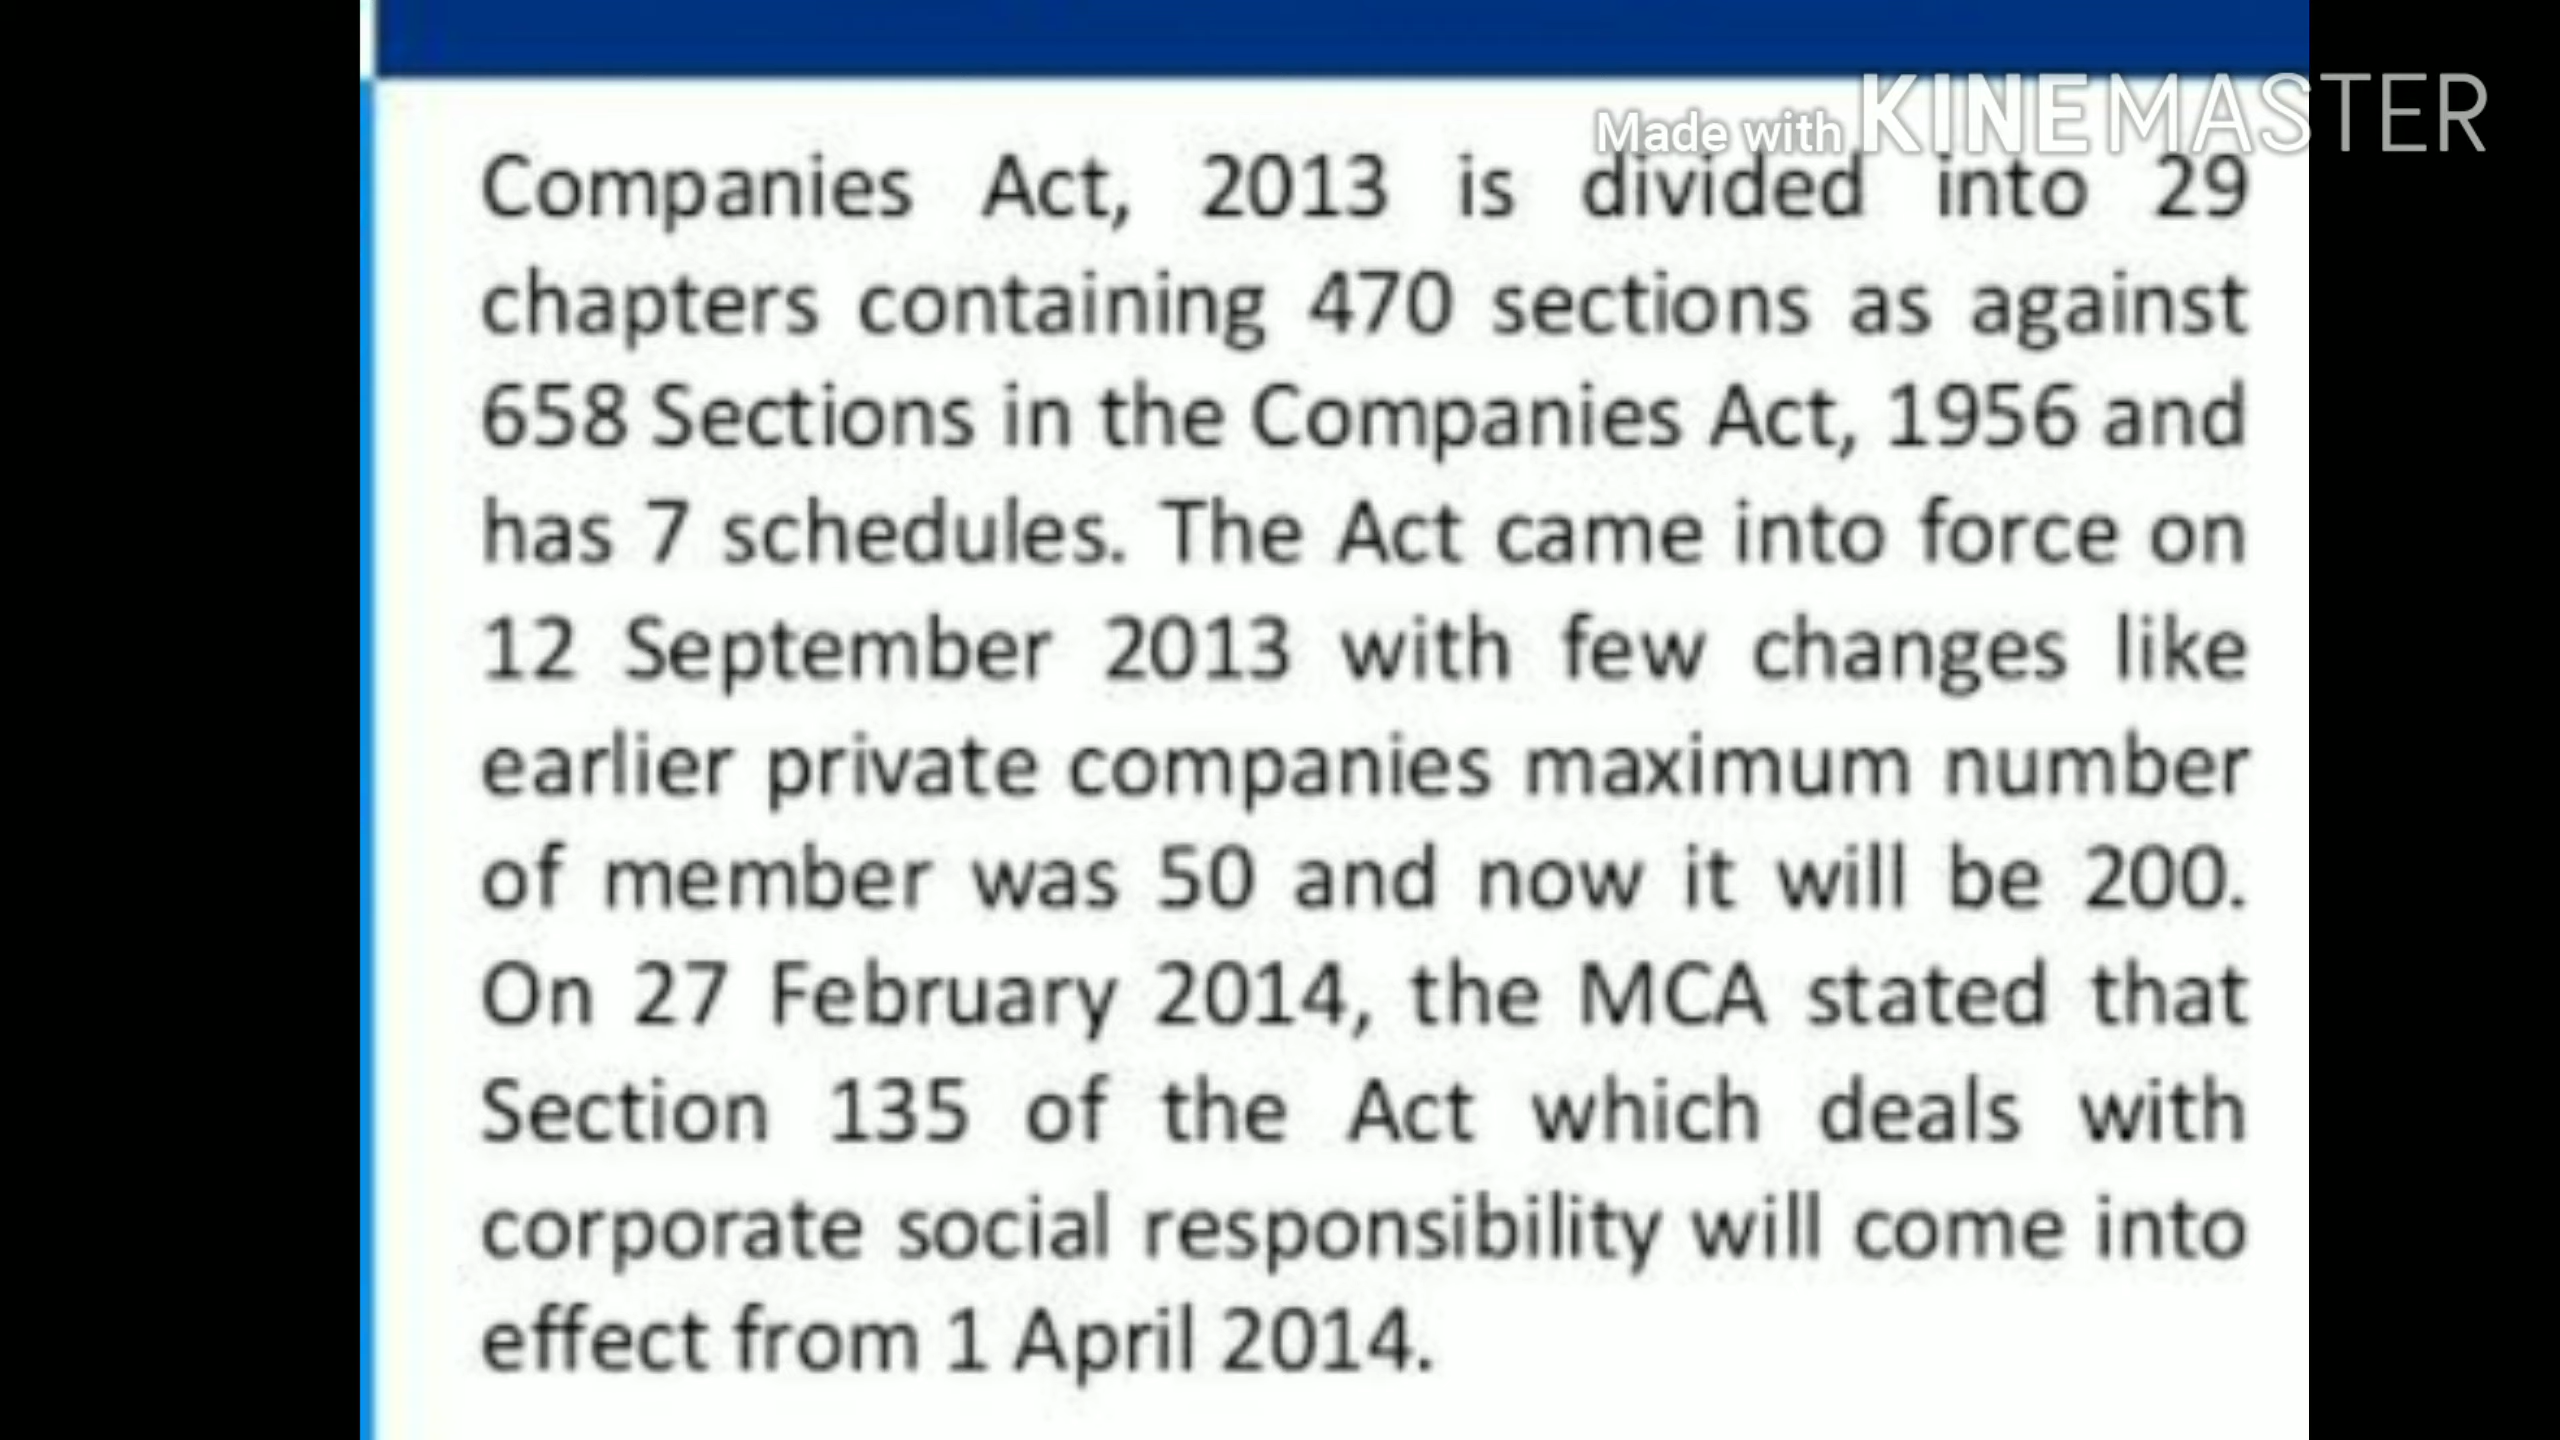 Made with KINEMASTER
Companies Act, 2013 is divided into 29
chapters containing 470 sections as against
658 Sections in the Companies Act, 1956 and
has 7 schedules. The Act came into force on
12 September 2013 with few changes like
earlier private companies maximum number
of member was 50 and now it will be 200.
On 27 February 2014, the MCA stated that
Section 135 of the Act which deals with
corporate social responsibility will come into
effect from 1 April 2014.